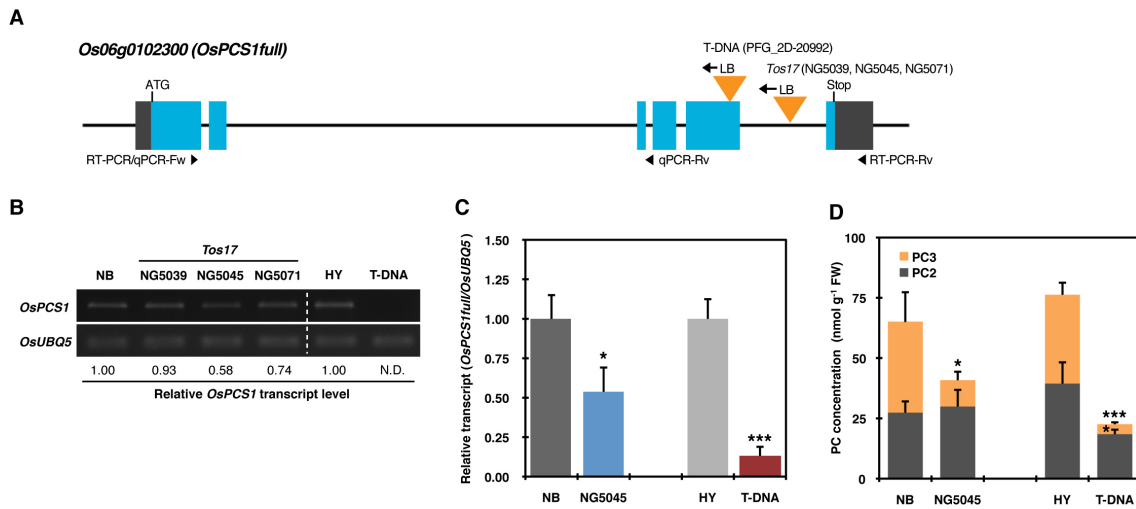 A
Os06g0102300 (OsPCS1full)
T-DNA (PFG_2D-20992)
LB
Tos17 (NG5039, NG5045, NG5071)
LB
ATG
Stop
RT-PCR/qPCR-Fw
qPCR-Rv
RT-PCR-Rv
B
Tos17
NB NG5039 NG5045 NG5071 HY T-DNA
OsPCS1
OsUBQ5
1.00 0.93 0.58 0.74 1.00 N.D.
Relative OsPCS1 transcript level
C
Relative transcript (OsPCS1full/OsUBQ5)
1.50
1.25
1.00
0.75
0.50
0.25
0.00
*
***
NB NG5045 HY T-DNA
D
PC concentration (nmol g-1 FW)
100
75
50
25
0
PC3
PC2
*
***
*
NB NG5045 HY T-DNA